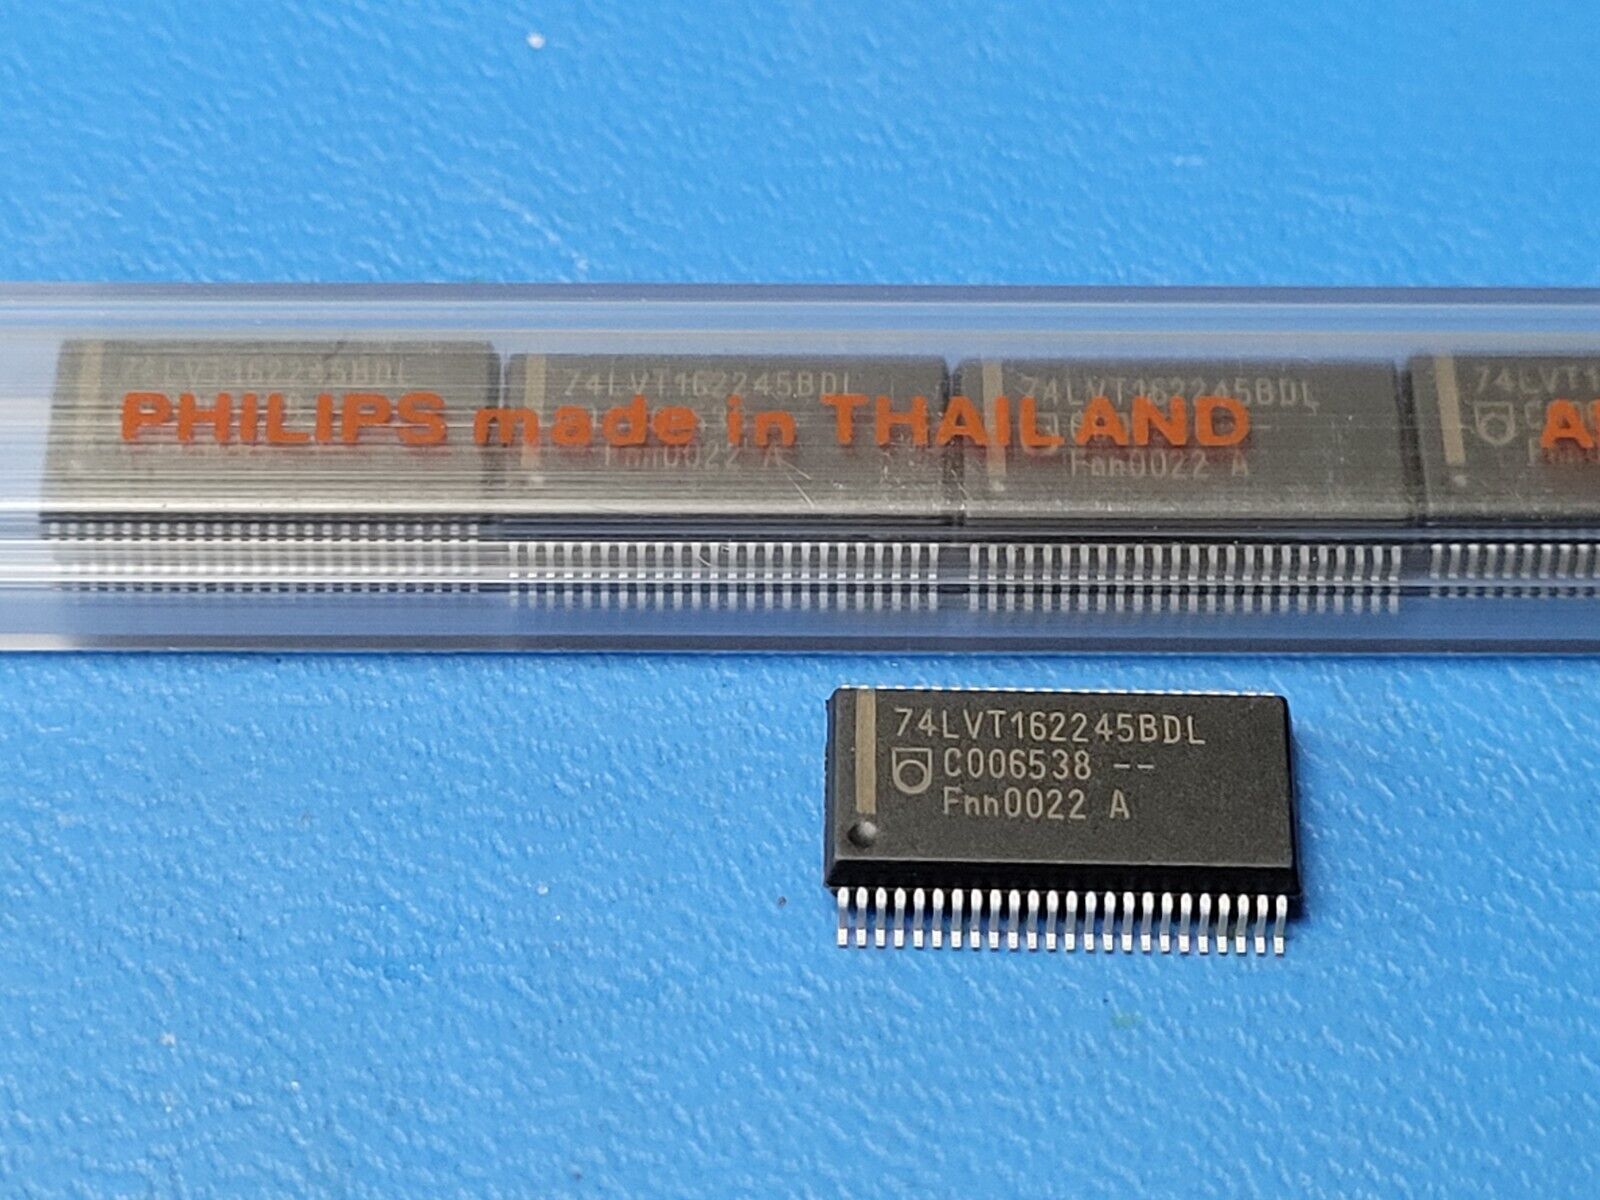 74LVT162245BDL
74LVT162245BDL
74LVT162245BDL
PHILIPS made in THAILAND
Fnn0022 A
Fnn0022 A
74LVT162245BDL
C006538 --
Fnn0022 A